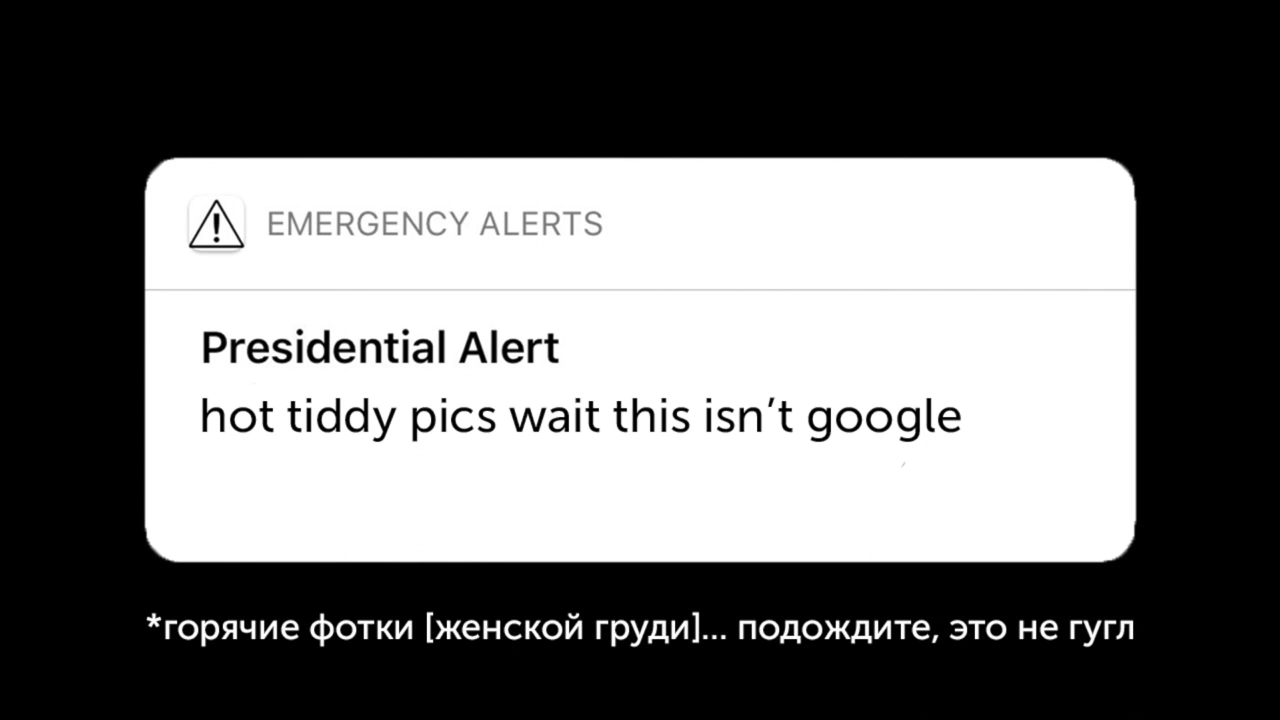 EMERGENCY ALERTS
Presidential Alert
hot tiddy pics wait this isn’t google
*горячие фотки [женской груди]... подождите, это не гугл